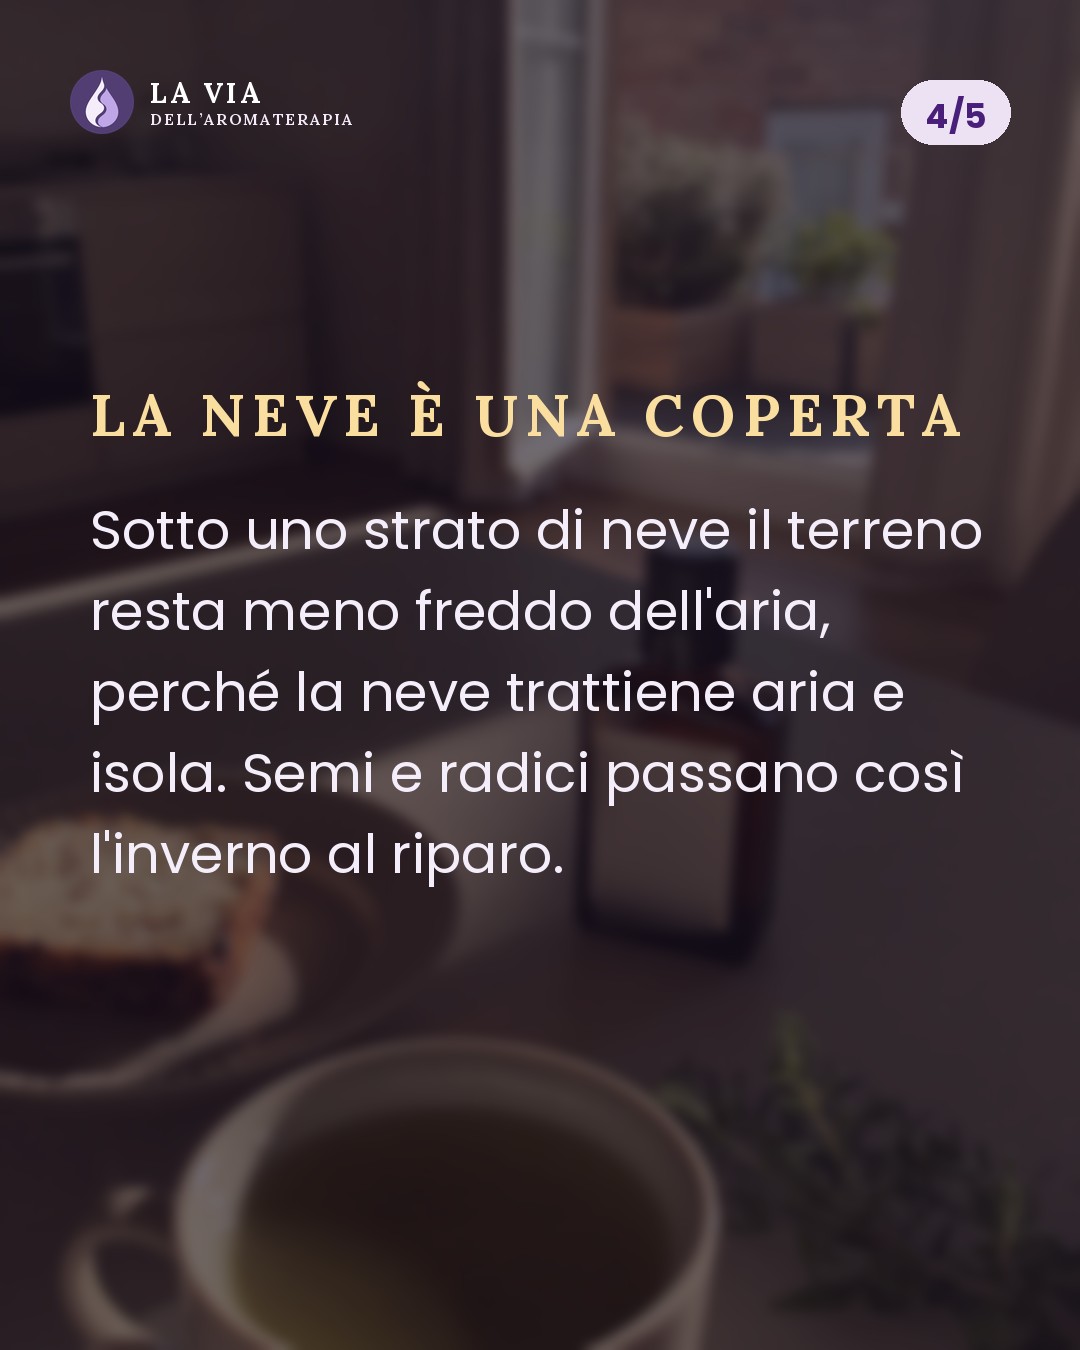 LA VIA
DELL'AROMATERAPIA
4/5
LA NEVE È UNA COPERTA
Sotto uno strato di neve il terreno
resta meno freddo dell'aria,
perché la neve trattiene aria e
isola. Semi e radici passano così
l'inverno al riparo.